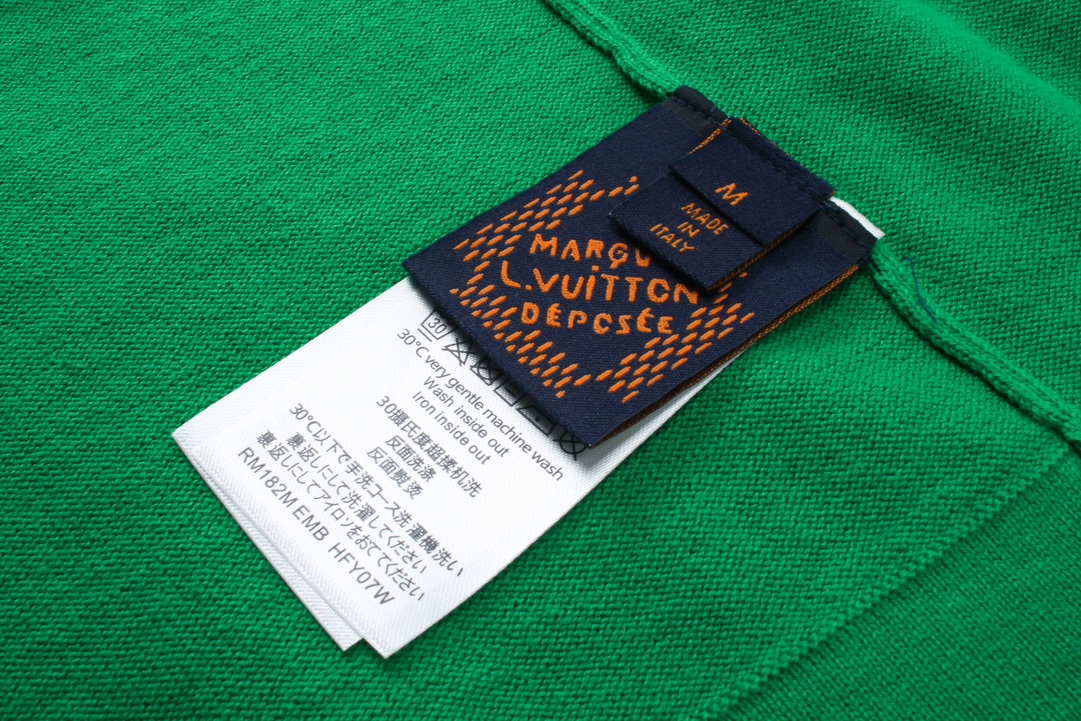 M
MADE
IN
ITALY
MARQU
L.VUiTTON
DÉPOSÉE
30
30°C very gentle machine wash
Wash inside out
Iron inside out
30攝氏度超揉机洗
反面洗涤
反面熨烫
30℃以下で手洗コース洗濯機洗い
裏返しにして洗濯してください
裏返しにしてアイロンをおててください
RM182M EMB HFY07W